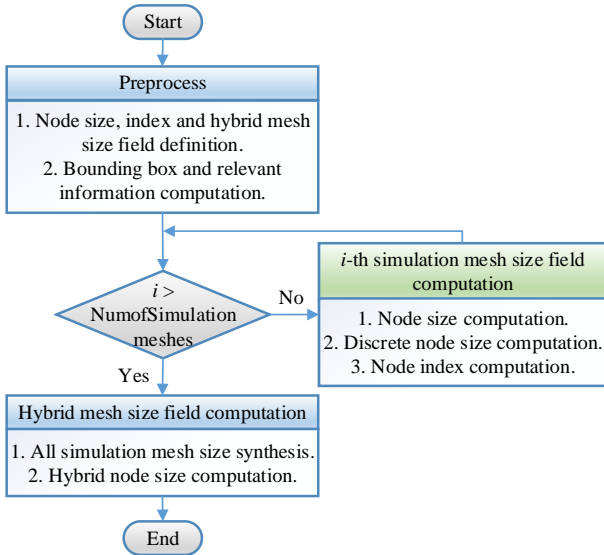 Start
Preprocess
1. Node size, index and hybrid mesh
size field definition.
2. Bounding box and relevant
information computation.
i >
NumofSimulation
meshes
No
i-th simulation mesh size field
computation
1. Node size computation.
2. Discrete node size computation.
3. Node index computation.
Yes
Hybrid mesh size field computation
1. All simulation mesh size synthesis.
2. Hybrid node size computation.
End